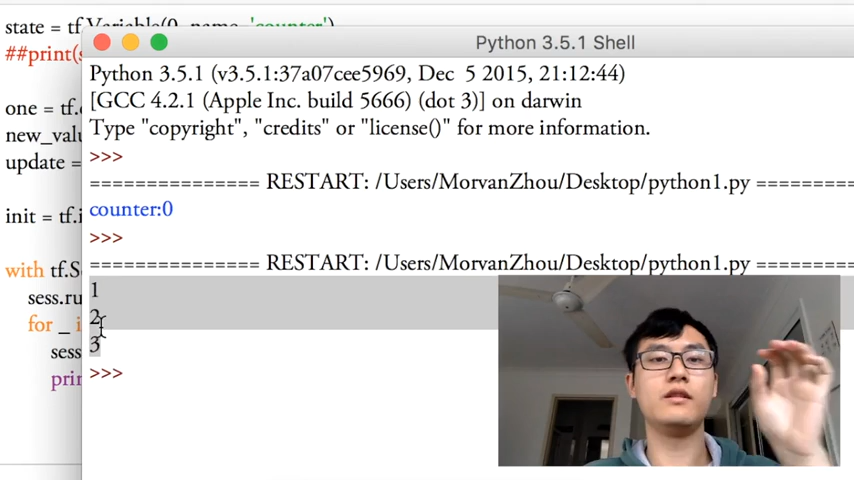 state = tf.Variable(0, name='counter')
##print(s
Python 3.5.1 Shell
Python 3.5.1 (v3.5.1:37a07cee5969, Dec 5 2015, 21:12:44)
[GCC 4.2.1 (Apple Inc. build 5666) (dot 3)] on darwin
Type "copyright", "credits" or "license()" for more information.
>>>
=============== RESTART: /Users/MorvanZhou/Desktop/python1.py =========
counter:0
>>>
=============== RESTART: /Users/MorvanZhou/Desktop/python1.py =========
1
2
3
>>>
one = tf.
new_valu
update =
init = tf.i
with tf.S
sess.ru
for _ i
sess
prin